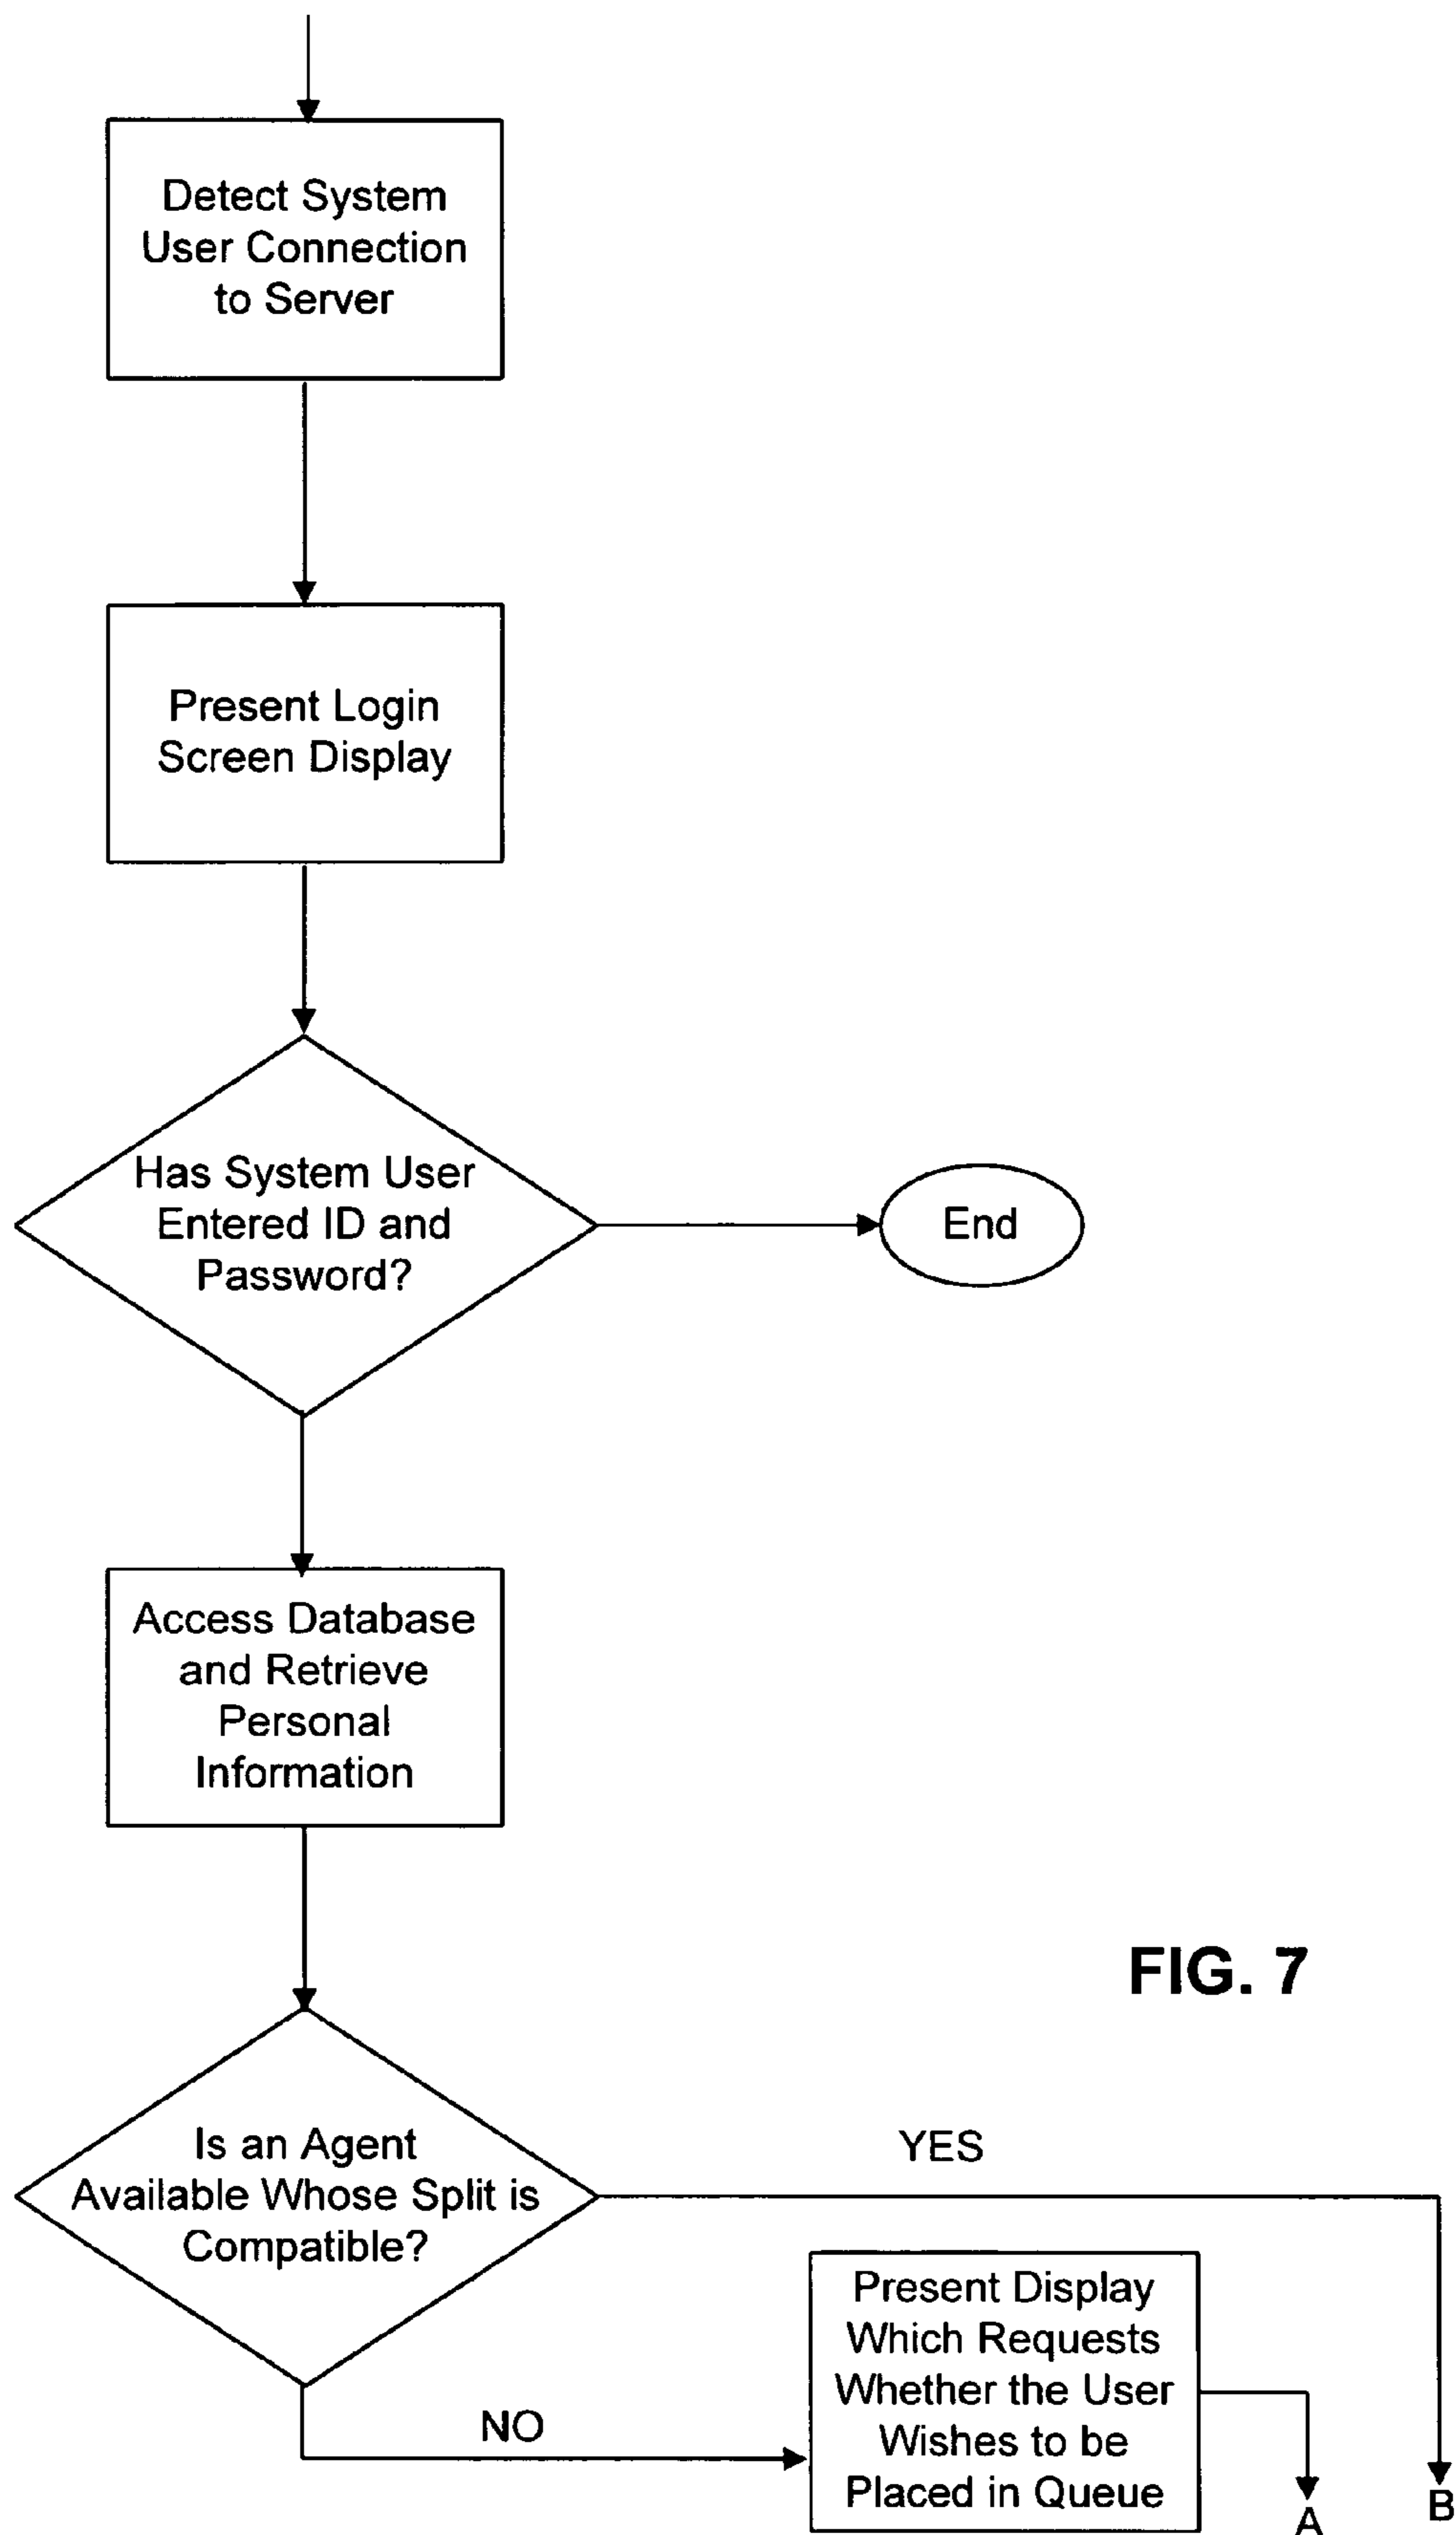 Detect System
User Connection
to Server
Present Login
Screen Display
Has System User
Entered ID and
Password?
End
Access Database
and Retrieve
Personal
Information
FIG. 7
Is an Agent
Available Whose Split is
Compatible?
YES
NO
Present Display
Which Requests
Whether the User
Wishes to be
Placed in Queue
A
B